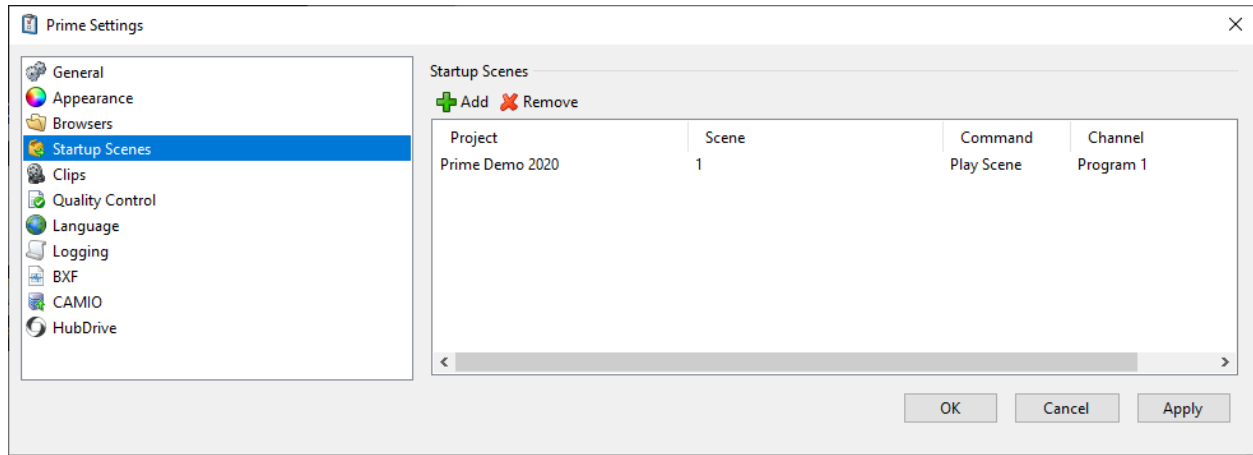 Prime Settings
General
Appearance
Browsers
Startup Scenes
Clips
Quality Control
Language
Logging
BXF
CAMIO
HubDrive
Startup Scenes
Add Remove
Project Scene Command Channel
Prime Demo 2020 1 Play Scene Program 1
OK Cancel Apply